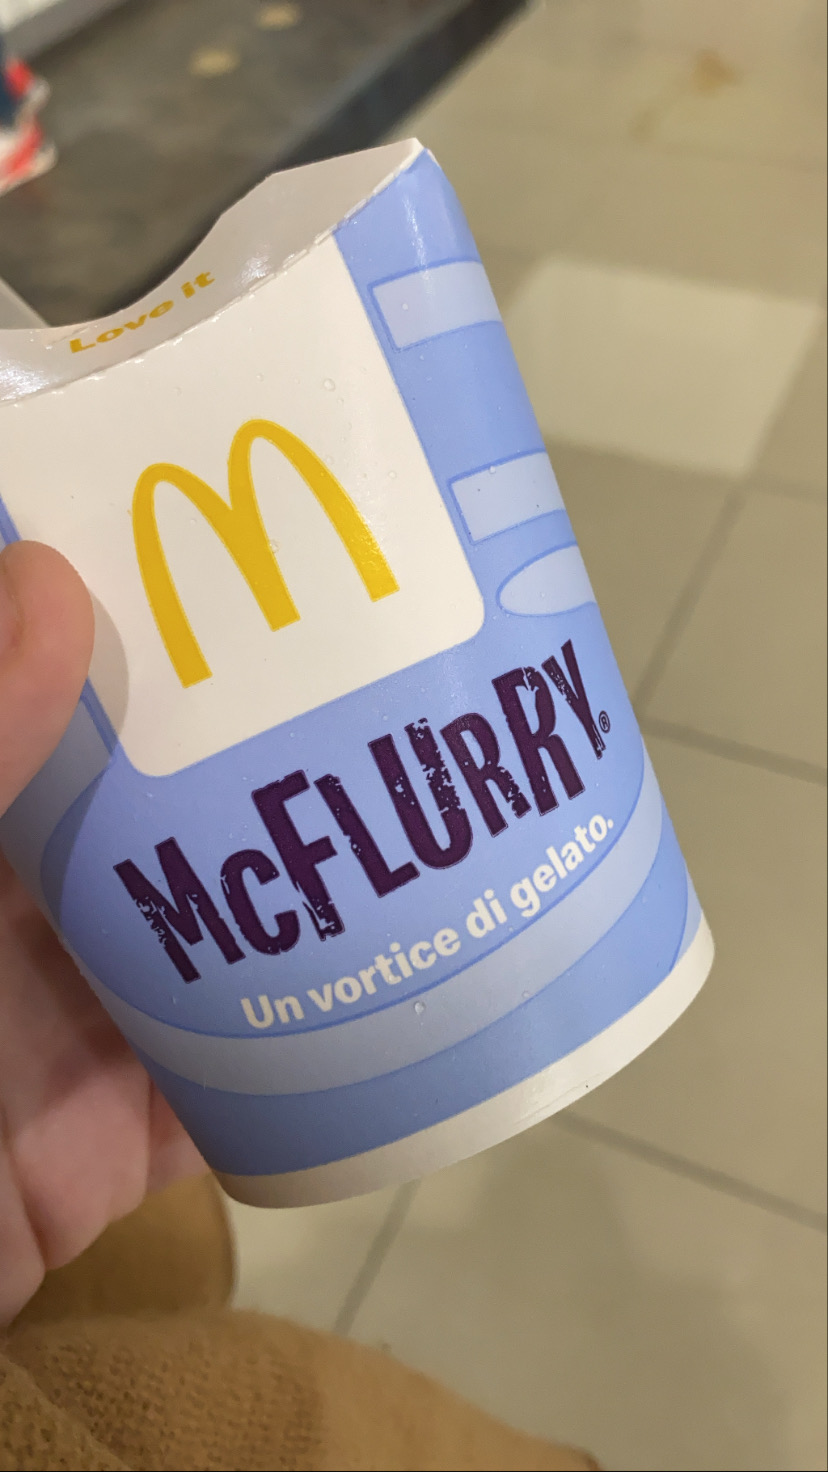 Love it
McFLURRY®
Un vortice di gelato.